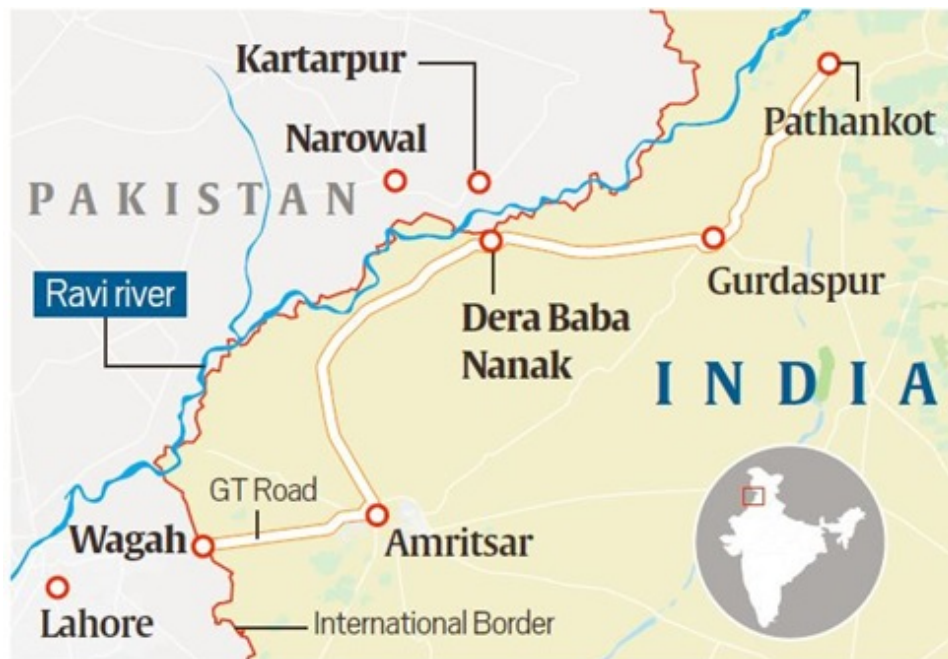 Kartarpur
Pathankot
Narowal
PAKISTAN
Gurdaspur
Ravi river
Dera Baba
Nanak
INDIA
GT Road
Wagah
Amritsar
Lahore
International Border